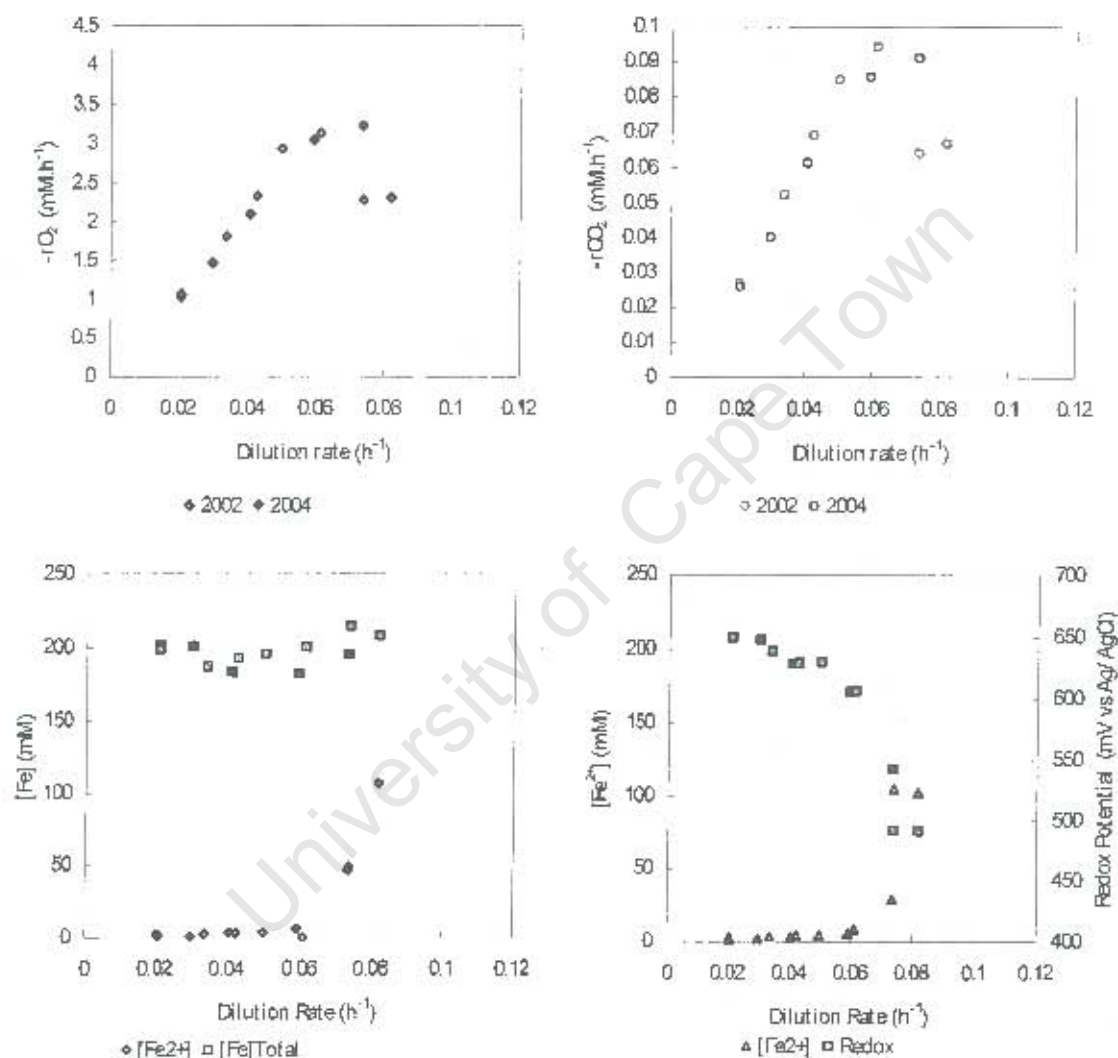 4.5
4
3.5
3
2.5
2
1.5
1
0.5
0
-rO₂ (mM.h⁻¹)
0 0.02 0.04 0.06 0.08 0.1 0.12
Dilution rate (h⁻¹)
2002 2004
0.1
0.09
0.08
0.07
0.06
0.05
0.04
0.03
0.02
0.01
0
-rCO₂ (mM.h⁻¹)
0 0.02 0.04 0.06 0.08 0.1 0.12
Dilution rate (h⁻¹)
2002 2004
250
200
150
100
50
0
[Fe] (mM)
0 0.02 0.04 0.06 0.08 0.1 0.12
Dilution Rate (h⁻¹)
[Fe2+] [Fe]Total
250
200
150
100
50
0
[Fe²⁺] (mM)
700
650
600
550
500
450
400
Redox Potential (mV vs Ag/AgCl)
0 0.02 0.04 0.06 0.08 0.1 0.12
Dilution Rate (h⁻¹)
[Fe2+] Redox
University of Cape Town